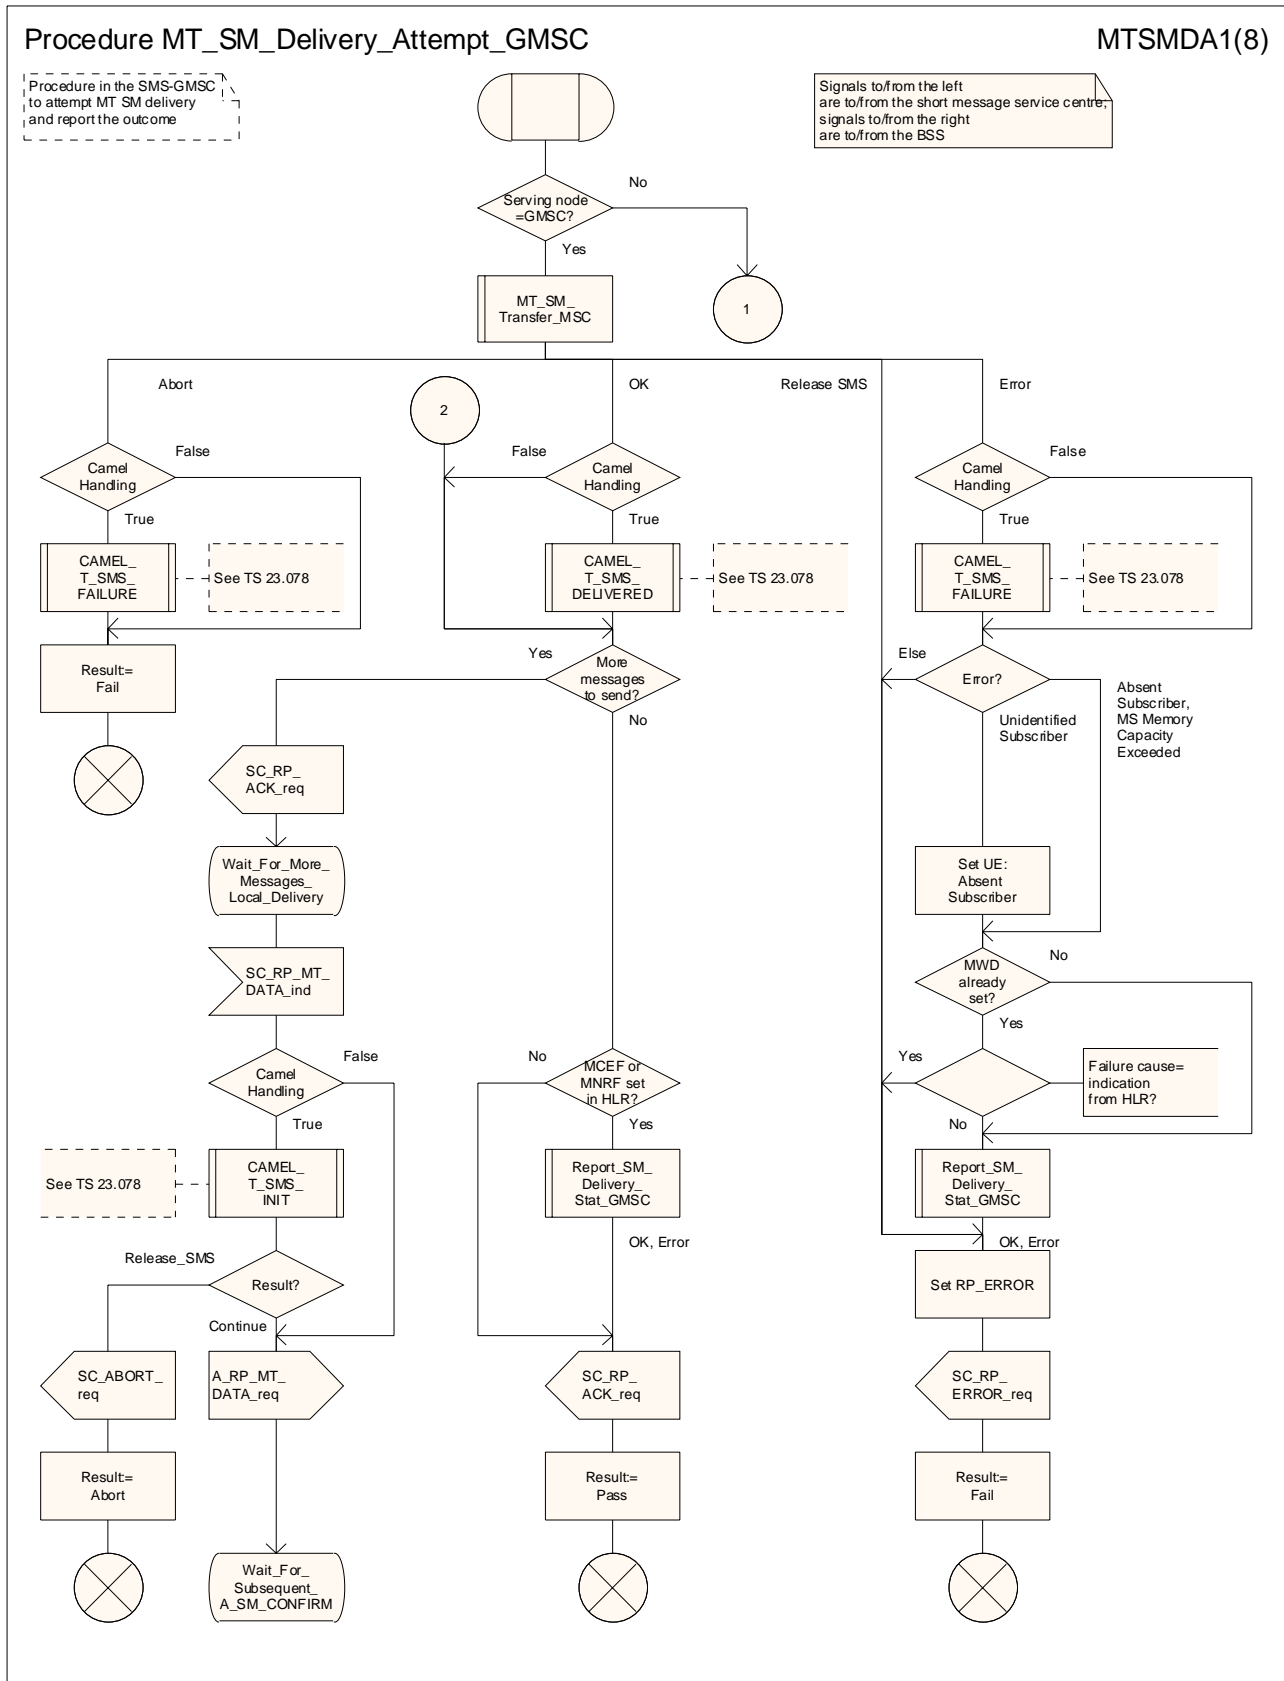 Procedure MT_SM_Delivery_Attempt_GMSC
MTSMDA1(8)
Procedure in the SMS-GMSC
to attempt MT SM delivery
and report the outcome
Signals to/from the left
are to/from the short message service centre;
signals to/from the right
are to/from the BSS
Serving node
=GMSC?
No
Yes
MT_SM_
Transfer_MSC
1
Abort
OK
Release SMS
Error
2
Camel
Handling
False
True
False
Camel
Handling
True
Camel
Handling
False
True
CAMEL_
T_SMS_
FAILURE
See TS 23.078
CAMEL_
T_SMS_
DELIVERED
See TS 23.078
CAMEL_
T_SMS_
FAILURE
See TS 23.078
Result:=
Fail
Yes
More
messages
to send?
No
Else
Error?
Unidentified
Subscriber
Absent
Subscriber,
MS Memory
Capacity
Exceeded
SC_RP_
ACK_req
Wait_For_More_
Messages_
Local_Delivery
Set UE:
Absent
Subscriber
SC_RP_MT_
DATA_ind
MWD
already
set?
No
Yes
Camel
Handling
False
True
No
MCEF or
MNRF set
in HLR?
Yes
Yes
Failure cause=
indication
from HLR?
No
See TS 23.078
CAMEL_
T_SMS_
INIT
Report_SM_
Delivery_
Stat_GMSC
Report_SM_
Delivery_
Stat_GMSC
Release_SMS
Result?
Continue
OK, Error
OK, Error
Set RP_ERROR
SC_ABORT_
req
A_RP_MT_
DATA_req
SC_RP_
ACK_req
SC_RP_
ERROR_req
Result:=
Abort
Result:=
Pass
Result:=
Fail
Wait_For_
Subsequent_
A_SM_CONFIRM